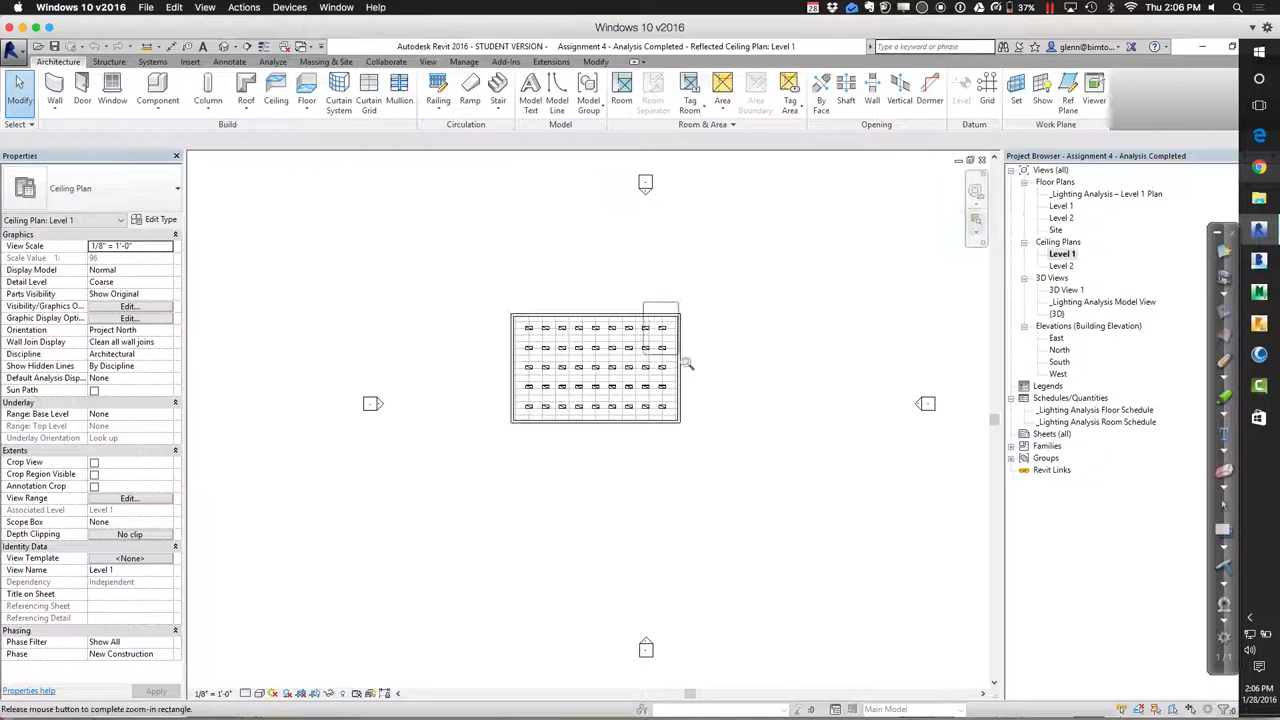 Windows 10 v2016 Edit View Actions Devices Window Help
28 37% Thu 2:06 PM
Windows 10 v2016
Autodesk Revit 2016 - STUDENT VERSION - Assignment 4 - Analysis Completed - Reflected Ceiling Plan: Level 1
Type a keyword or phrase
glenn@bimto...
Architecture Structure Systems Insert Annotate Analyze Massing & Site Collaborate View Manage Add-Ins Extensions Modify
Modify Wall Door Window Component Column Roof Ceiling Floor Curtain System Curtain Grid Mullion Railing Ramp Stair Model Text Model Line Model Group Room Room Separator Tag Room Area Area Boundary Tag Area By Face Shaft Wall Vertical Dormer Level Grid Set Show Ref Plane Viewer
Select Build Circulation Model Room & Area Opening Datum Work Plane
Properties
Ceiling Plan
Ceiling Plan: Level 1 Edit Type
Graphics
View Scale 1/8" = 1'-0"
Scale Value 1: 96
Display Model Normal
Detail Level Coarse
Parts Visibility Show Original
Visibility/Graphics O... Edit...
Graphic Display Opti... Edit...
Orientation Project North
Wall Join Display Clean all wall joins
Discipline Architectural
Show Hidden Lines By Discipline
Default Analysis Disp... None
Sun Path
Underlay
Range: Base Level None
Range: Top Level None
Underlay Orientation Look up
Extents
Crop View
Crop Region Visible
Annotation Crop
View Range Edit...
Associated Level Level 1
Scope Box None
Depth Clipping No clip
Identity Data
View Template <None>
View Name Level 1
Dependency Independent
Title on Sheet
Referencing Sheet
Referencing Detail
Phasing
Phase Filter Show All
Phase New Construction
Properties help Apply
1/8" = 1'-0"
Release mouse button to complete zoom-in rectangle.
:0 Main Model
Project Browser - Assignment 4 - Analysis Completed
Views (all)
Floor Plans
_Lighting Analysis – Level 1 Plan
Level 1
Level 2
Site
Ceiling Plans
Level 1
Level 2
3D Views
3D View 1
_Lighting Analysis Model View
{3D}
Elevations (Building Elevation)
East
North
South
West
Legends
Schedules/Quantities
_Lighting Analysis Floor Schedule
_Lighting Analysis Room Schedule
Sheets (all)
Families
Groups
Revit Links
1 / 1
:0
2:06 PM
1/28/2016